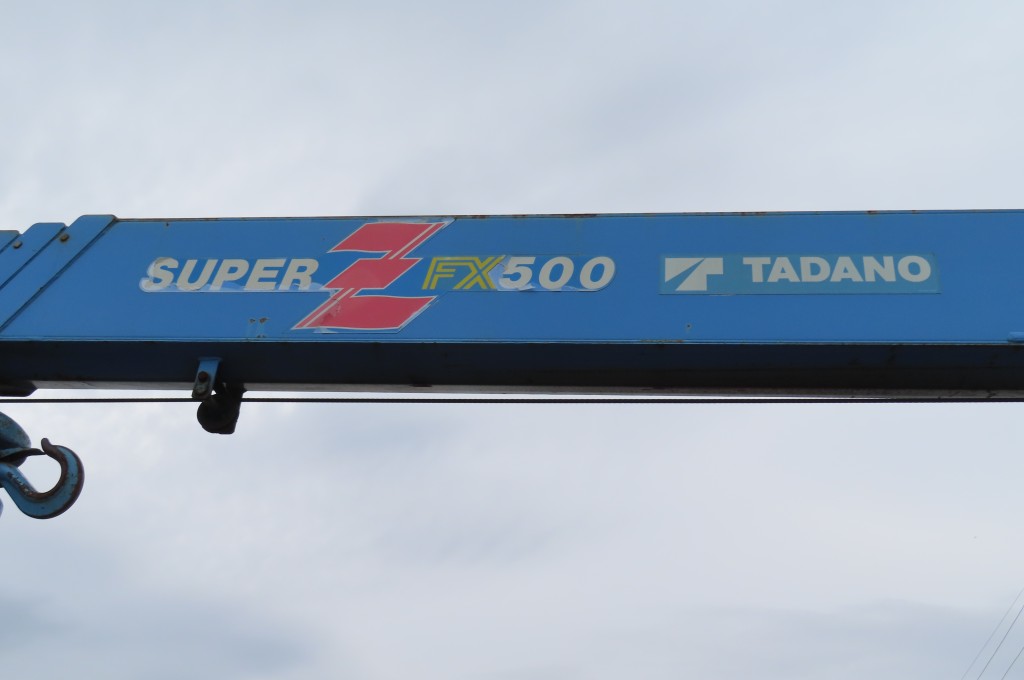 SUPER Z FX500 TADANO